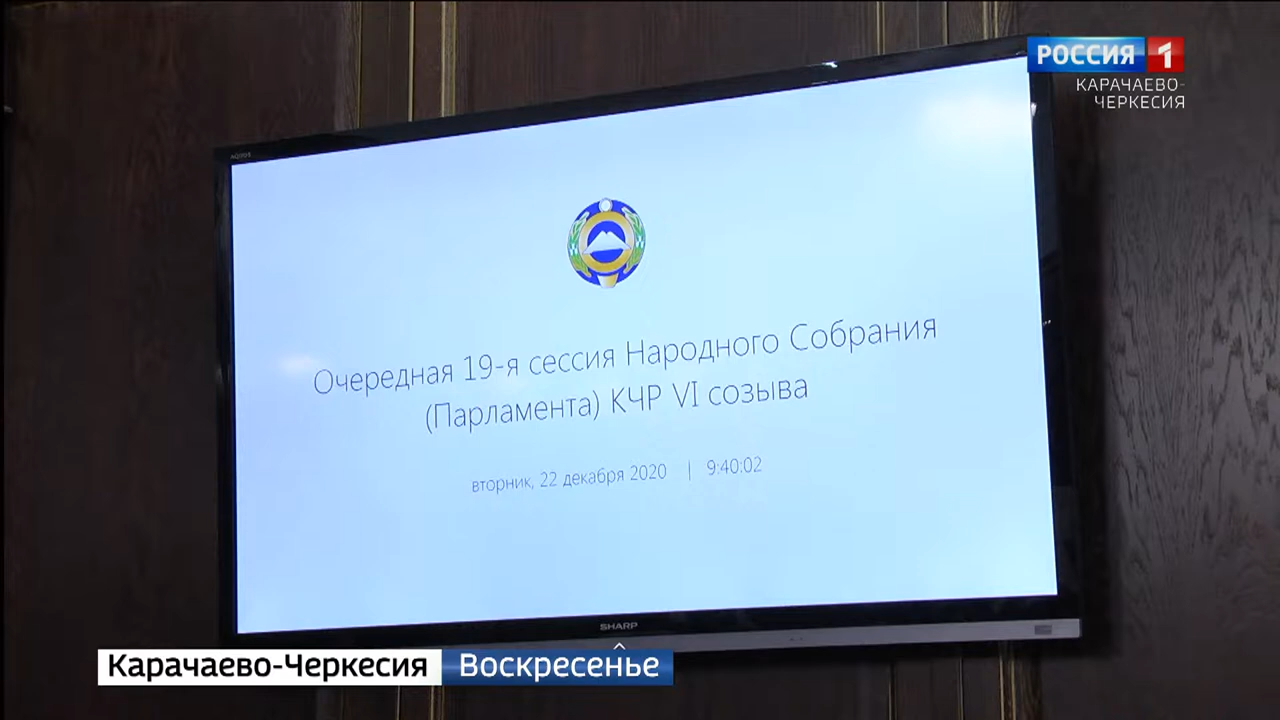 РОССИЯ 1
КАРАЧАЕВО-
ЧЕРКЕСИЯ
AQUOS
Очередная 19-я сессия Народного Собрания
(Парламента) КЧР VI созыва
вторник, 22 декабря 2020 | 9:40:02
SHARP
Карачаево-Черкесия Воскресенье